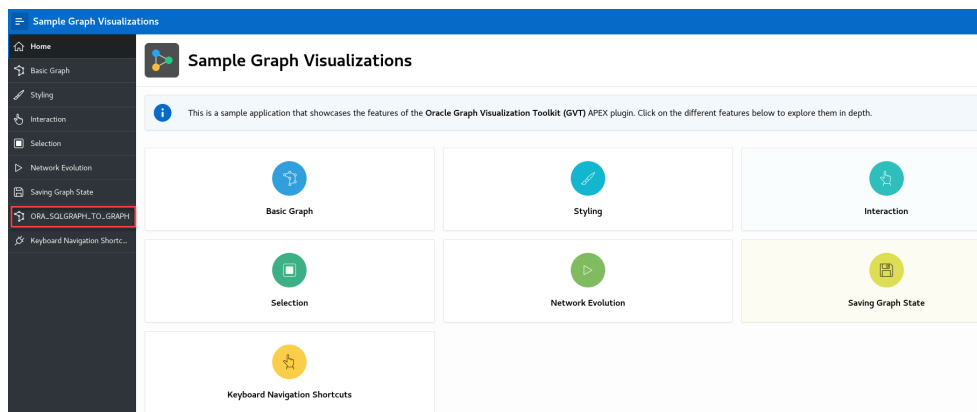 Sample Graph Visualizations
Home
Basic Graph
Styling
Interaction
Selection
Network Evolution
Saving Graph State
ORA_SQLGRAPH_TO_GRAPH
Keyboard Navigation Shortc...
Sample Graph Visualizations
This is a sample application that showcases the features of the Oracle Graph Visualization Toolkit (GVT) APEX plugin. Click on the different features below to explore them in depth.
Basic Graph
Styling
Interaction
Selection
Network Evolution
Saving Graph State
Keyboard Navigation Shortcuts